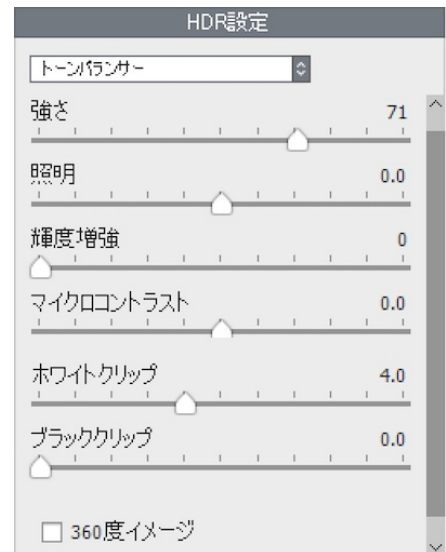 HDR設定
トーンバランサー
強さ 71
照明 0.0
輝度増強 0
マイクロコントラスト 0.0
ホワイトクリップ 4.0
ブラッククリップ 0.0
360度イメージ